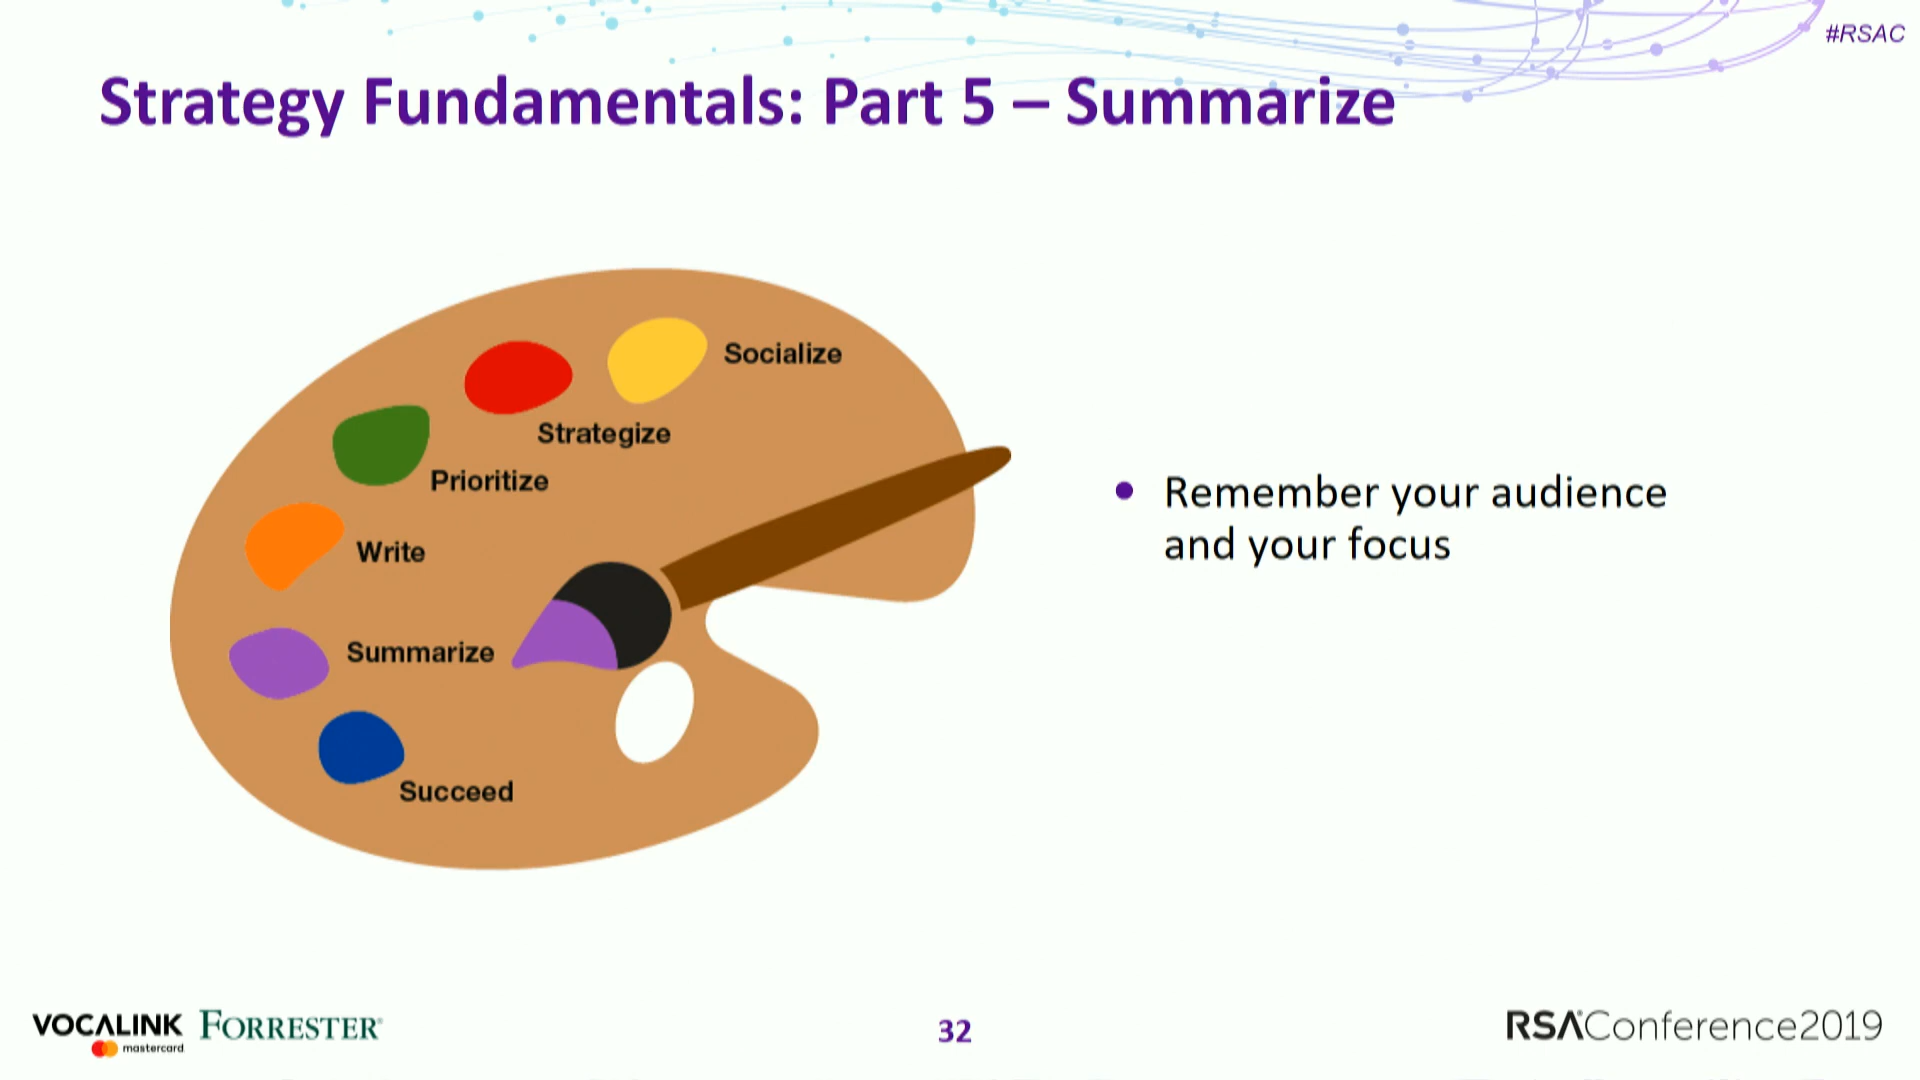 #RSAC
Strategy Fundamentals: Part 5 – Summarize
Socialize
Strategize
Prioritize
Write
Summarize
Succeed
• Remember your audience
and your focus
VOCALINK
mastercard
FORRESTER®
32
RSAConference2019